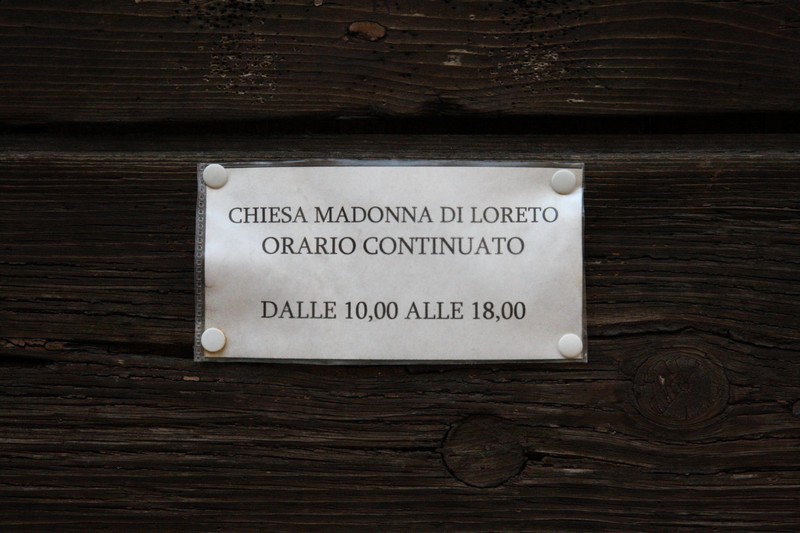 CHIESA MADONNA DI LORETO
ORARIO CONTINUATO
DALLE 10,00 ALLE 18,00